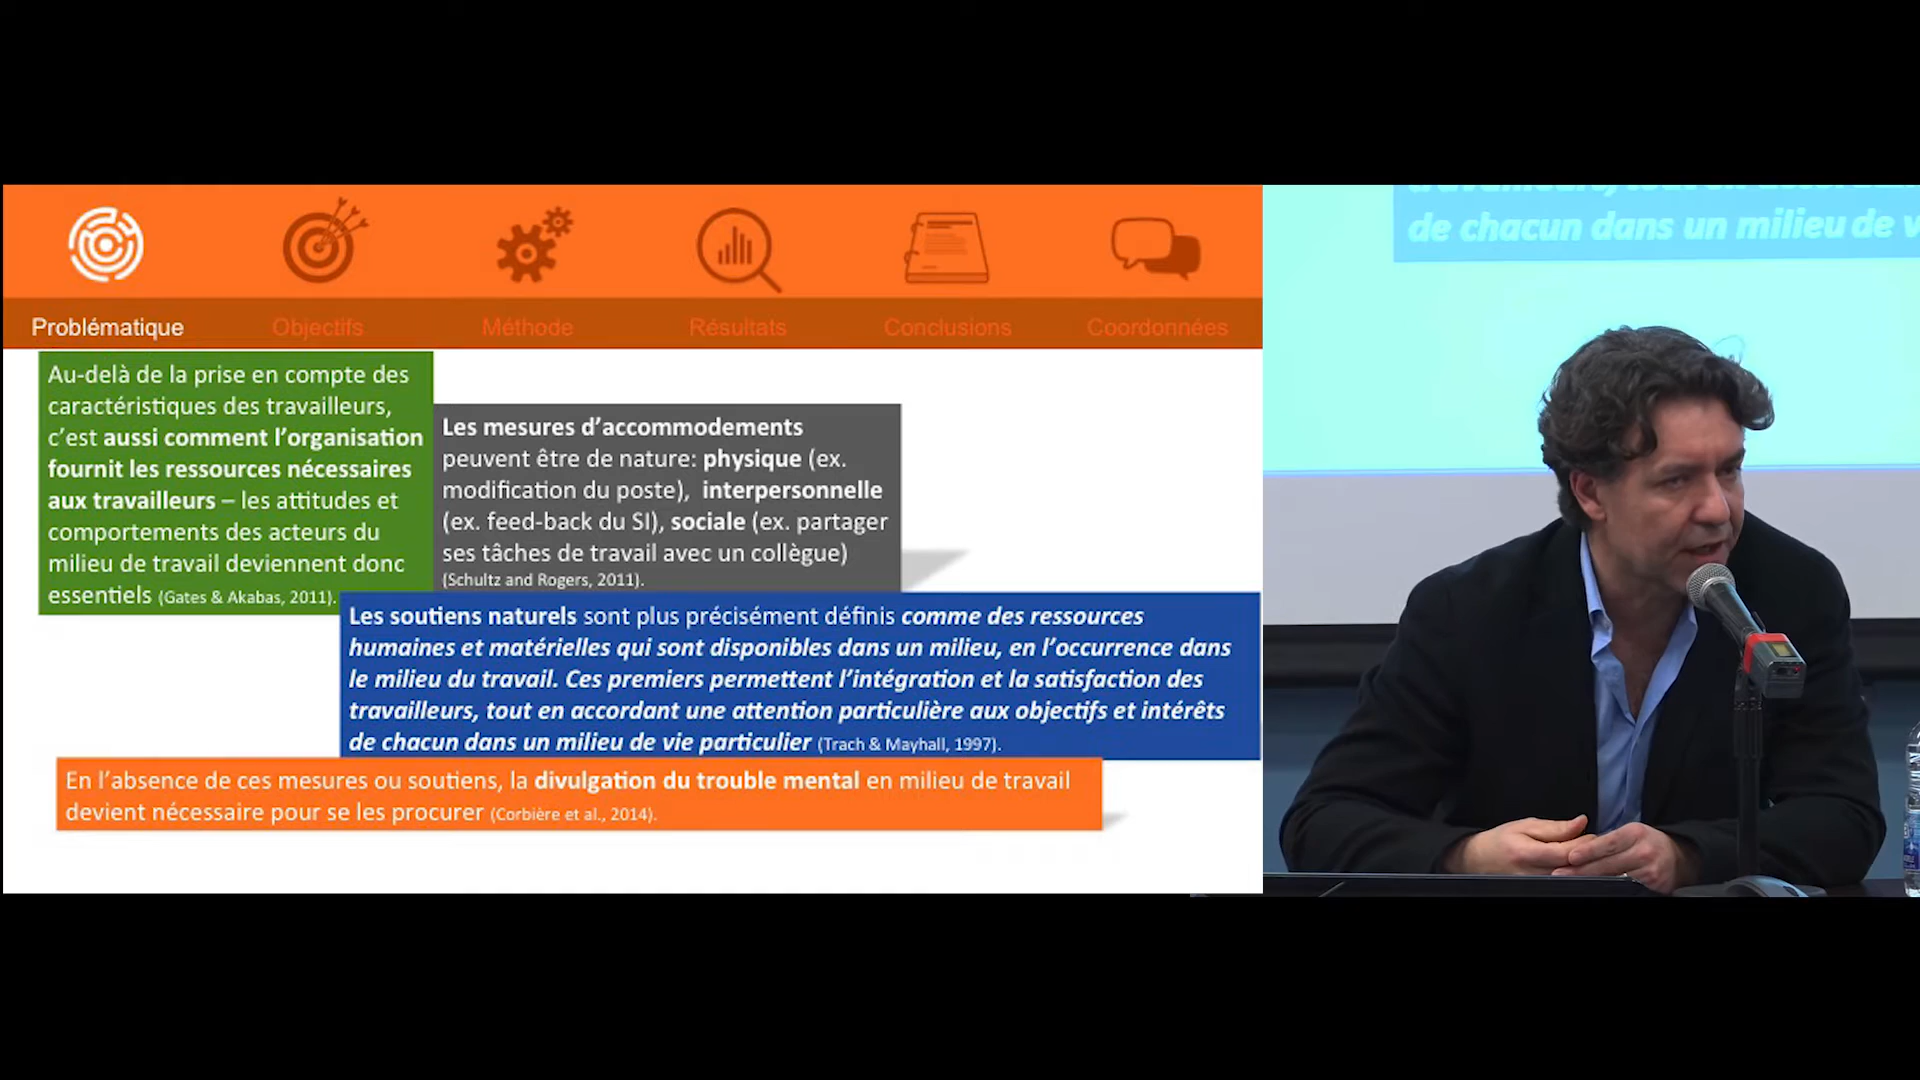 Problématique
Objectifs
Méthode
Résultats
Conclusions
Coordonnées
Au-delà de la prise en compte des
caractéristiques des travailleurs,
c’est aussi comment l’organisation
fournit les ressources nécessaires
aux travailleurs – les attitudes et
comportements des acteurs du
milieu de travail deviennent donc
essentiels (Gates & Akabas, 2011).
Les mesures d’accommodements
peuvent être de nature: physique (ex.
modification du poste), interpersonnelle
(ex. feed-back du SI), sociale (ex. partager
ses tâches de travail avec un collègue)
(Schultz and Rogers, 2011).
Les soutiens naturels sont plus précisément définis comme des ressources
humaines et matérielles qui sont disponibles dans un milieu, en l’occurrence dans
le milieu du travail. Ces premiers permettent l’intégration et la satisfaction des
travailleurs, tout en accordant une attention particulière aux objectifs et intérêts
de chacun dans un milieu de vie particulier (Trach & Mayhall, 1997).
En l’absence de ces mesures ou soutiens, la divulgation du trouble mental en milieu de travail
devient nécessaire pour se les procurer (Corbière et al., 2014).
de chacun dans un milieu de v